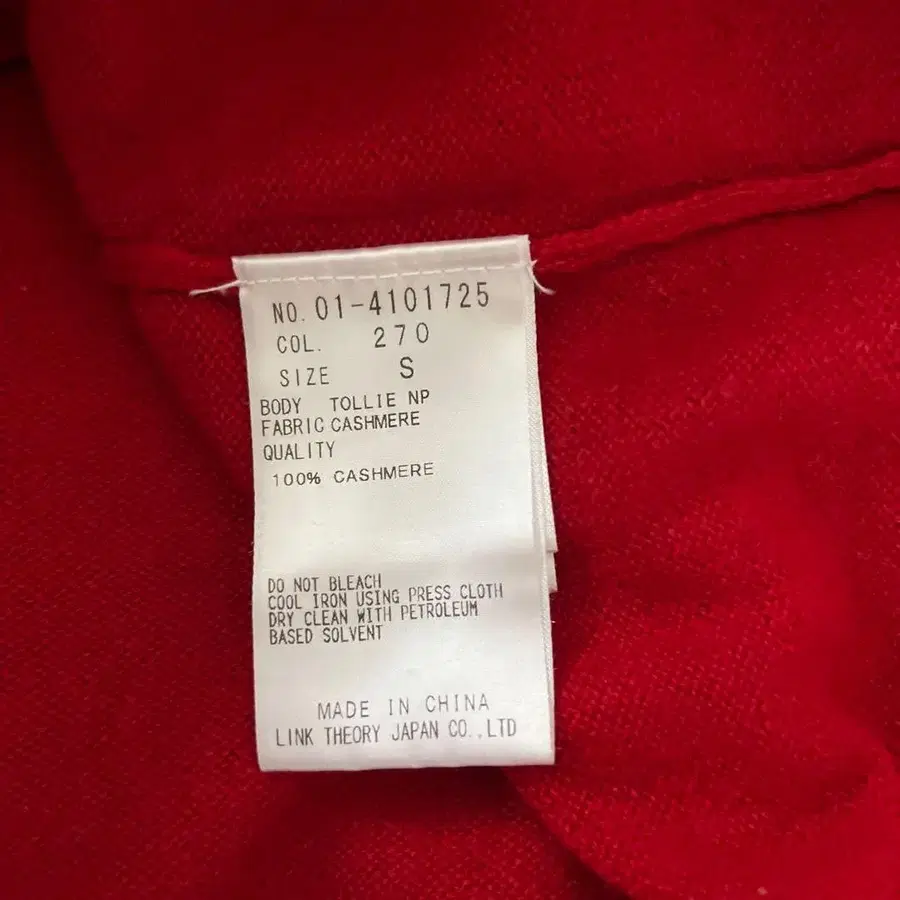 NO. 01-4101725
COL. 270
SIZE S
BODY TOLLIE NP
FABRIC CASHMERE
QUALITY
100% CASHMERE
DO NOT BLEACH
COOL IRON USING PRESS CLOTH
DRY CLEAN WITH PETROLEUM
BASED SOLVENT
MADE IN CHINA
LINK THEORY JAPAN CO.,LTD